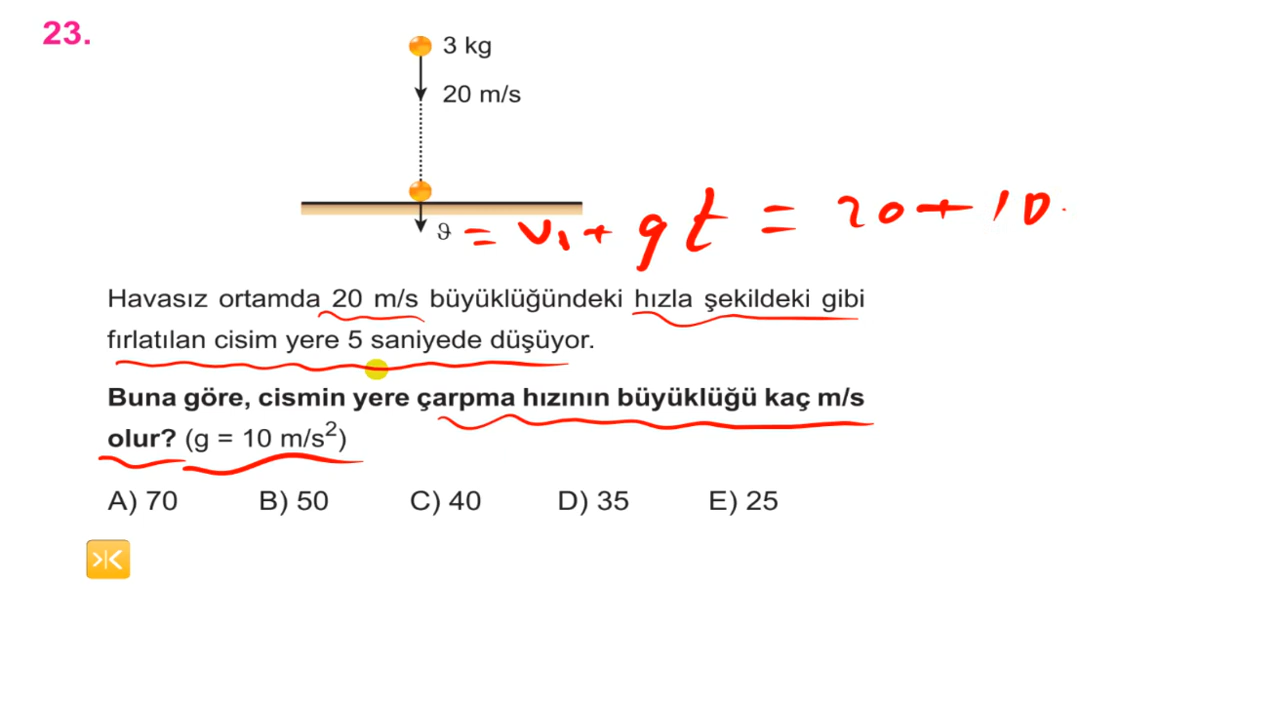 23.
3 kg
20 m/s
ϑ = v₁ + g t = 20 + 10.
Havasız ortamda 20 m/s büyüklüğündeki hızla şekildeki gibi
fırlatılan cisim yere 5 saniyede düşüyor.
Buna göre, cismin yere çarpma hızının büyüklüğü kaç m/s
olur? (g = 10 m/s²)
A) 70 B) 50 C) 40 D) 35 E) 25